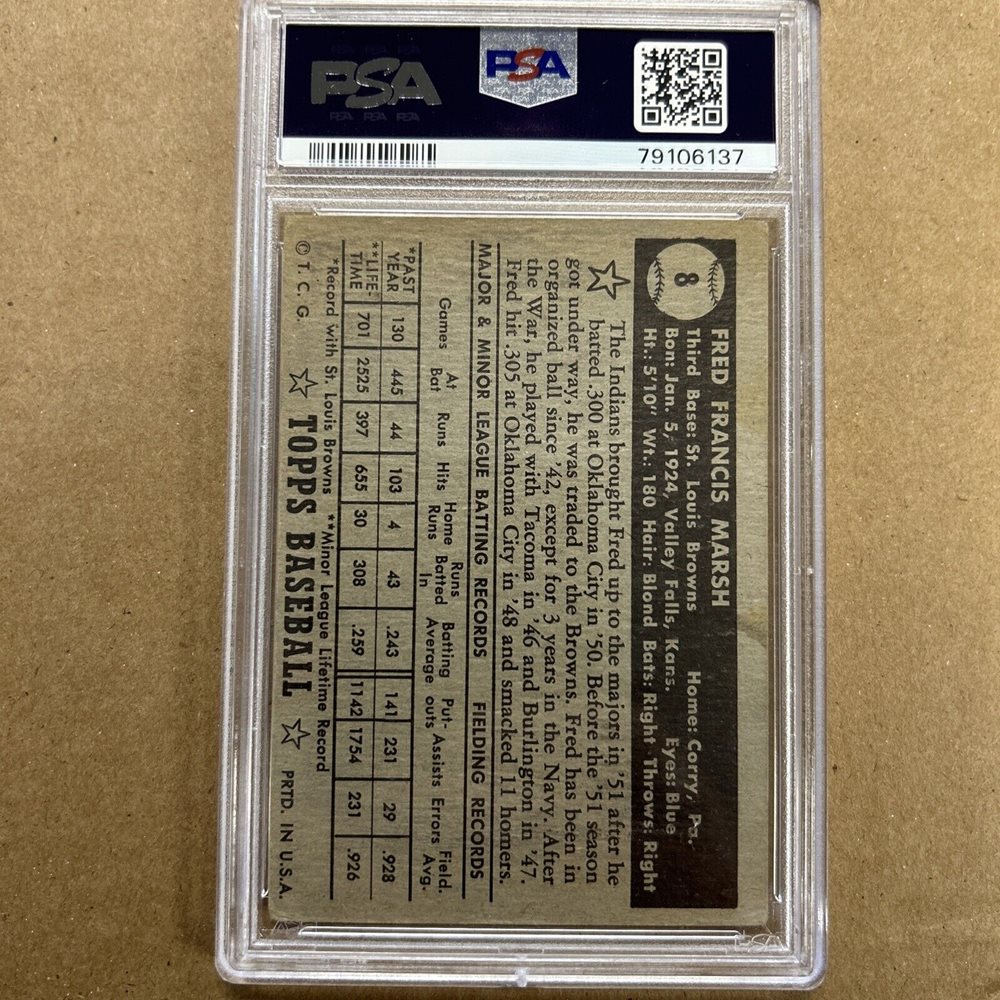 PSA
PSA
79106137
8
FRED FRANCIS MARSH
Third Base: St. Louis Browns Home: Corry, Pa.
Born: Jan. 5, 1924, Valley Falls, Kans. Eyes: Blue
Ht.: 5'10" Wt.: 180 Hair: Blond Bats: Right Throws: Right
The Indians brought Fred up to the majors in '51 after he
batted .300 at Oklahoma City in '50. Before the '51 season
got under way, he was traded to the Browns. Fred has been in
organized ball since '42, except for 3 years in the Navy. After
the War, he played with Tacoma in '46 and Burlington in '47.
Fred hit .305 at Oklahoma City in '48 and smacked 11 homers.
MAJOR & MINOR LEAGUE BATTING RECORDS FIELDING RECORDS
Games At Bat Runs Hits Home Runs Runs Batted In Batting Average Put-outs Assists Errors Field. Avg.
*PAST YEAR 130 445 44 103 4 43 .243 141 231 29 .928
**LIFE-TIME 701 2525 397 655 30 308 .259 1142 1754 231 .926
*Record with St. Louis Browns **Minor League Lifetime Record
© T. C. G. TOPPS BASEBALL PRTD. IN U.S.A.